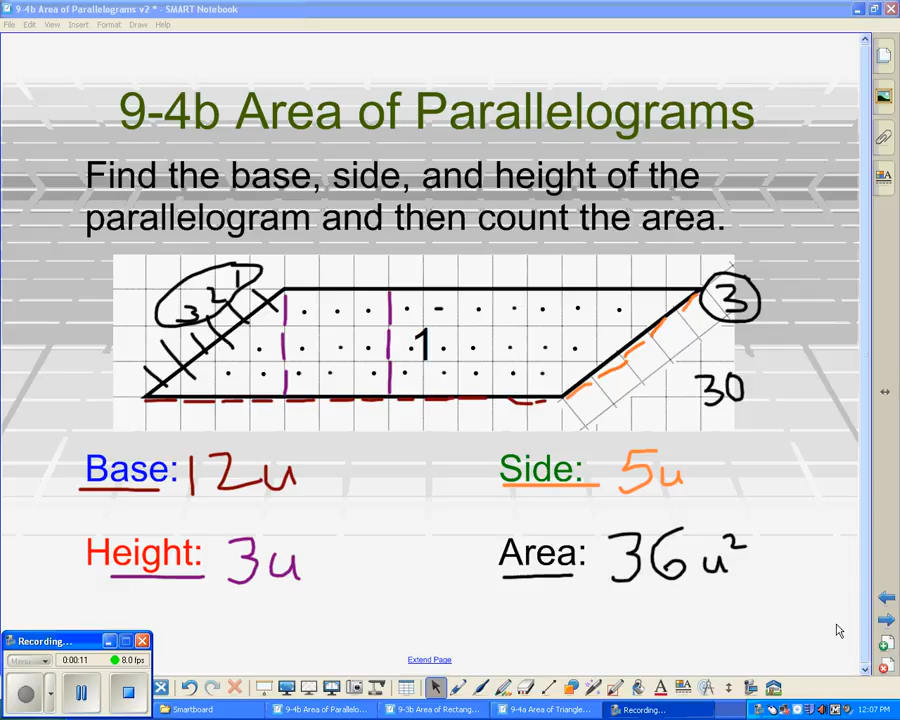 9-4b Area of Parallelograms v2 * - SMART Notebook
File Edit View Insert Format Draw Help
9-4b Area of Parallelograms
Find the base, side, and height of the
parallelogram and then count the area.
1
2
3
3
1
30
Base: 12u
Side: 5u
Height: 3u
Area: 36u²
Extend Page
Recording...
Menu
0:00:11
8.0 fps
Smartboard
9-4b Area of Parallelo...
9-3b Area of Rectang...
9-4a Area of Triangle...
Recording...
12:07 PM